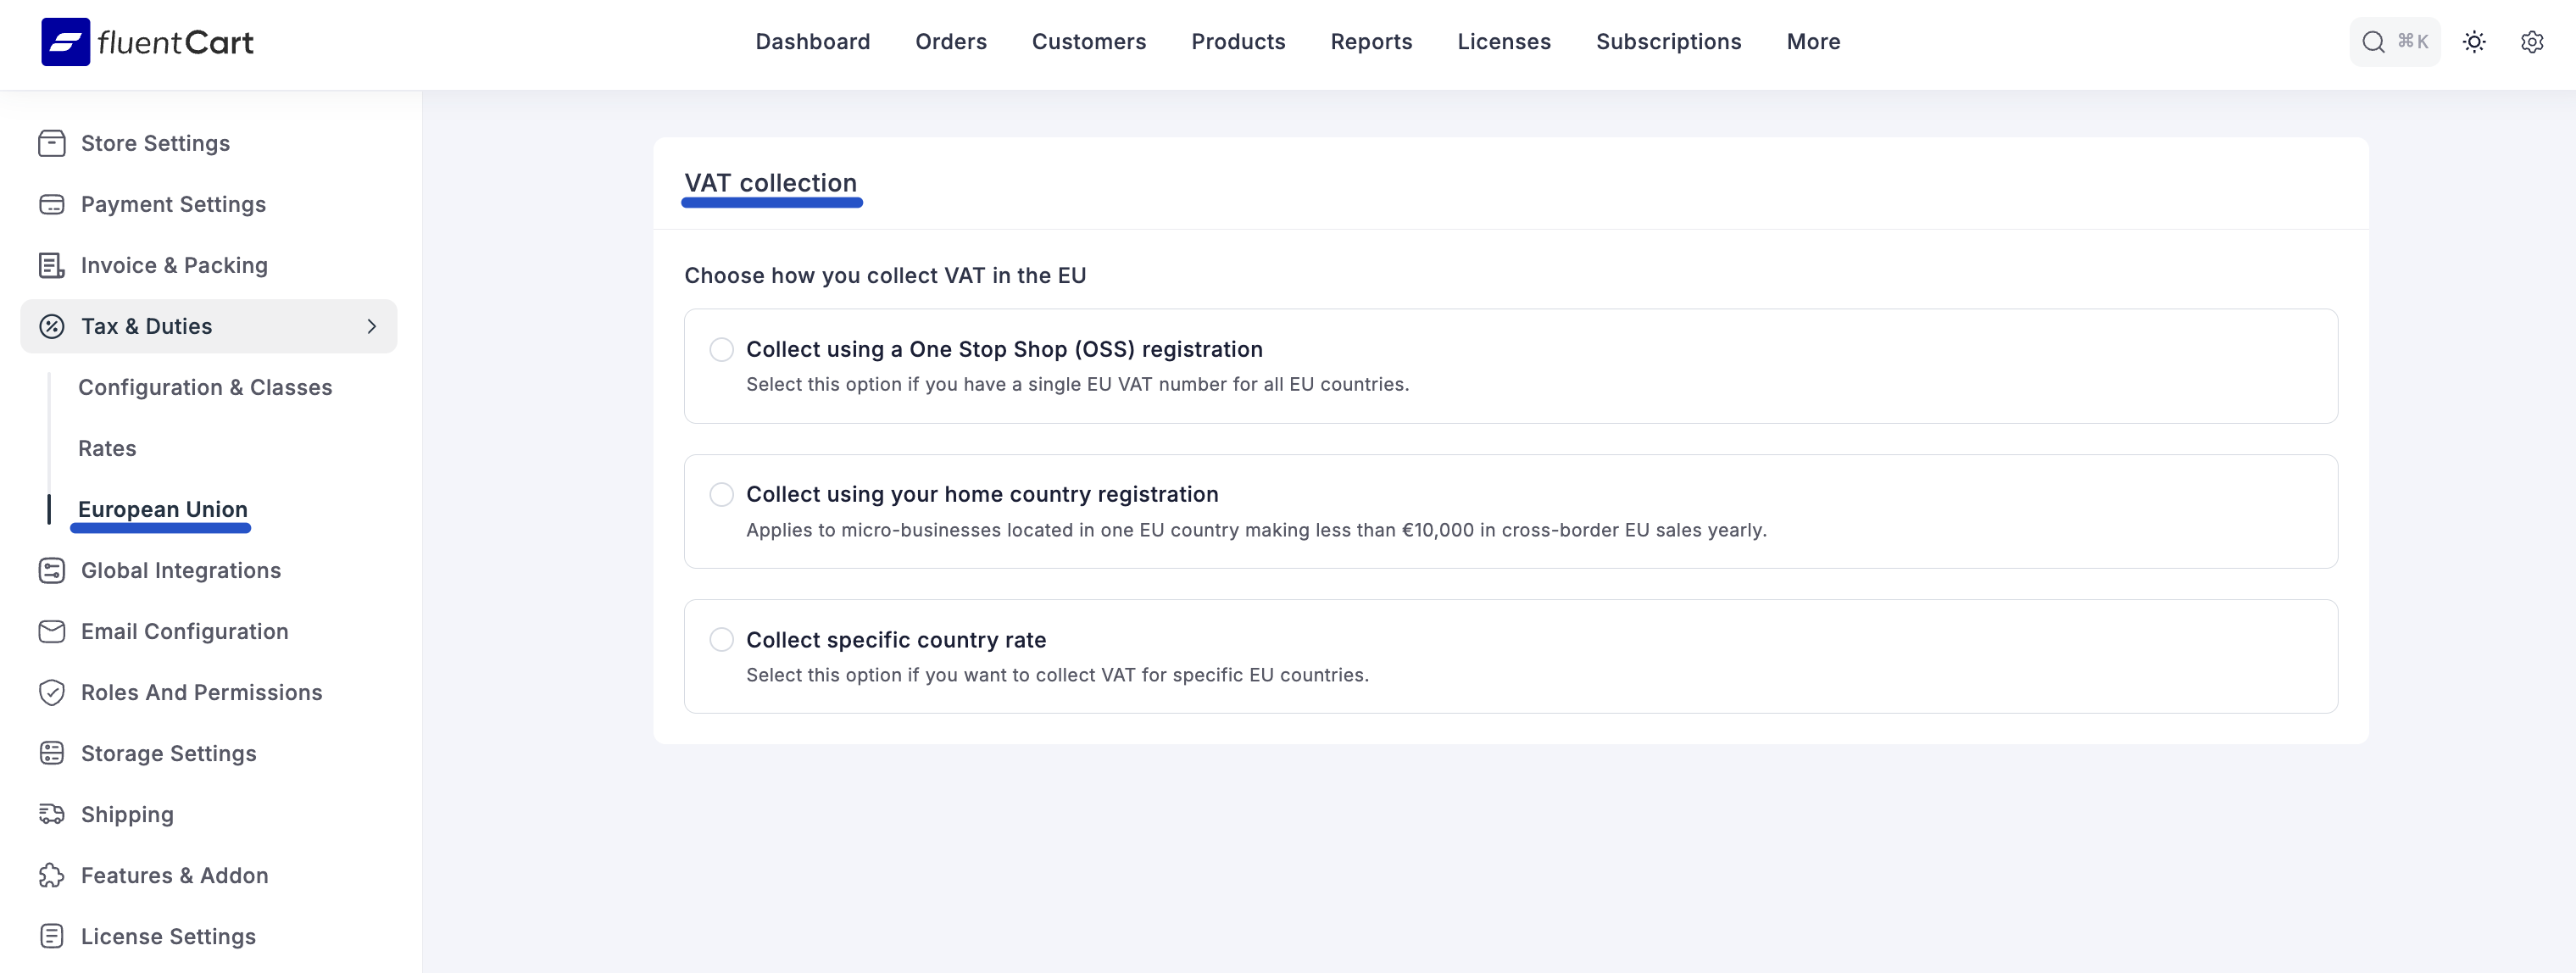 fluentCart
Dashboard Orders Customers Products Reports Licenses Subscriptions More
⌘K
Store Settings
Payment Settings
Invoice & Packing
Tax & Duties
Configuration & Classes
Rates
European Union
Global Integrations
Email Configuration
Roles And Permissions
Storage Settings
Shipping
Features & Addon
License Settings
VAT collection
Choose how you collect VAT in the EU
Collect using a One Stop Shop (OSS) registration
Select this option if you have a single EU VAT number for all EU countries.
Collect using your home country registration
Applies to micro-businesses located in one EU country making less than €10,000 in cross-border EU sales yearly.
Collect specific country rate
Select this option if you want to collect VAT for specific EU countries.